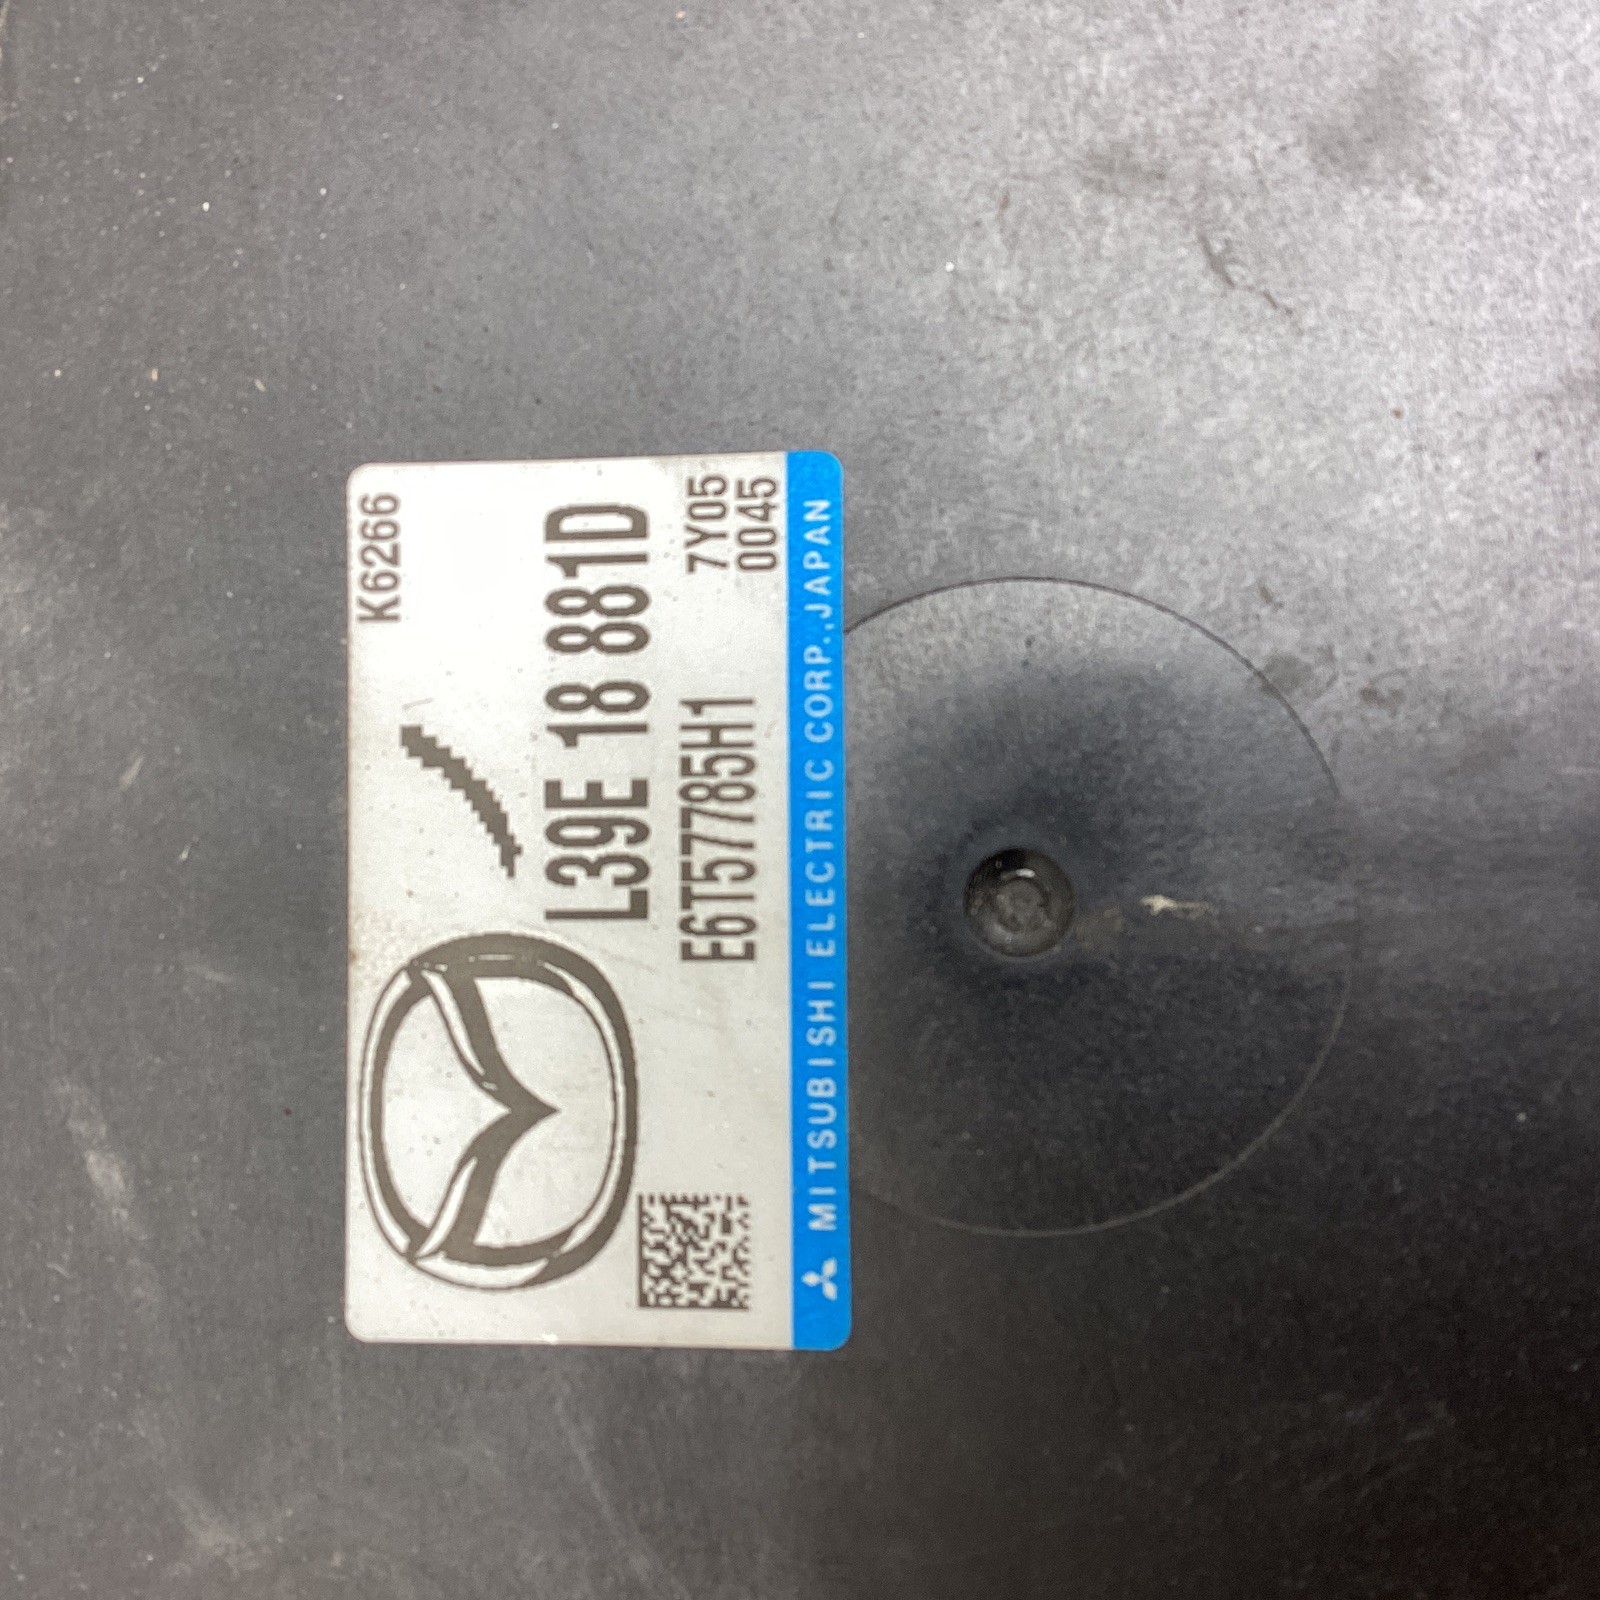 K6266
L39E 18 881D
E6T57785H1
7Y05
0045
MITSUBISHI ELECTRIC CORP.,JAPAN